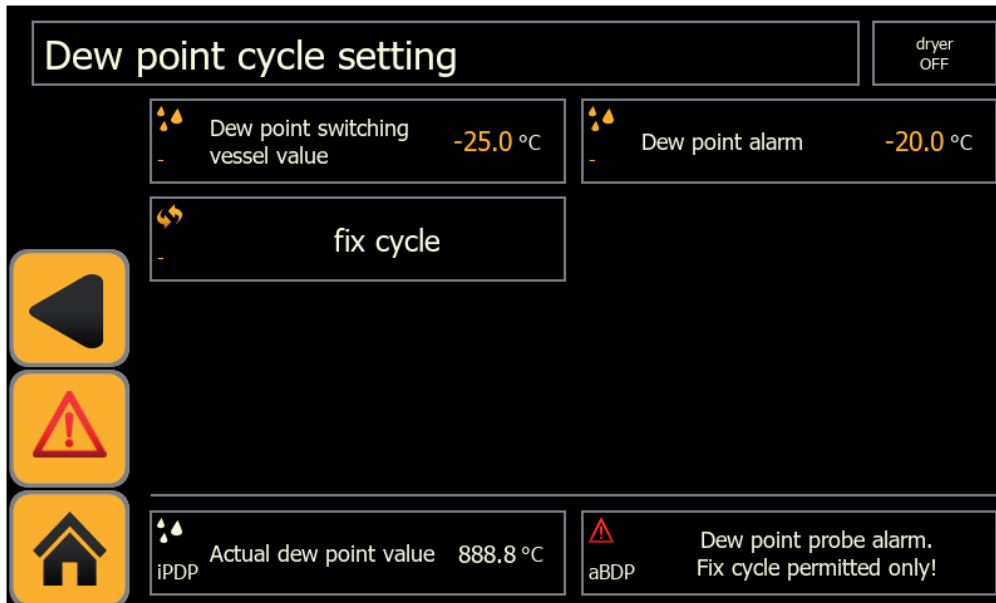 Dew point cycle setting
dryer
OFF
Dew point switching
vessel value
-25.0 °C
-
Dew point alarm
-20.0 °C
-
fix cycle
-
Actual dew point value
888.8 °C
iPDP
Dew point probe alarm.
Fix cycle permitted only!
aBDP